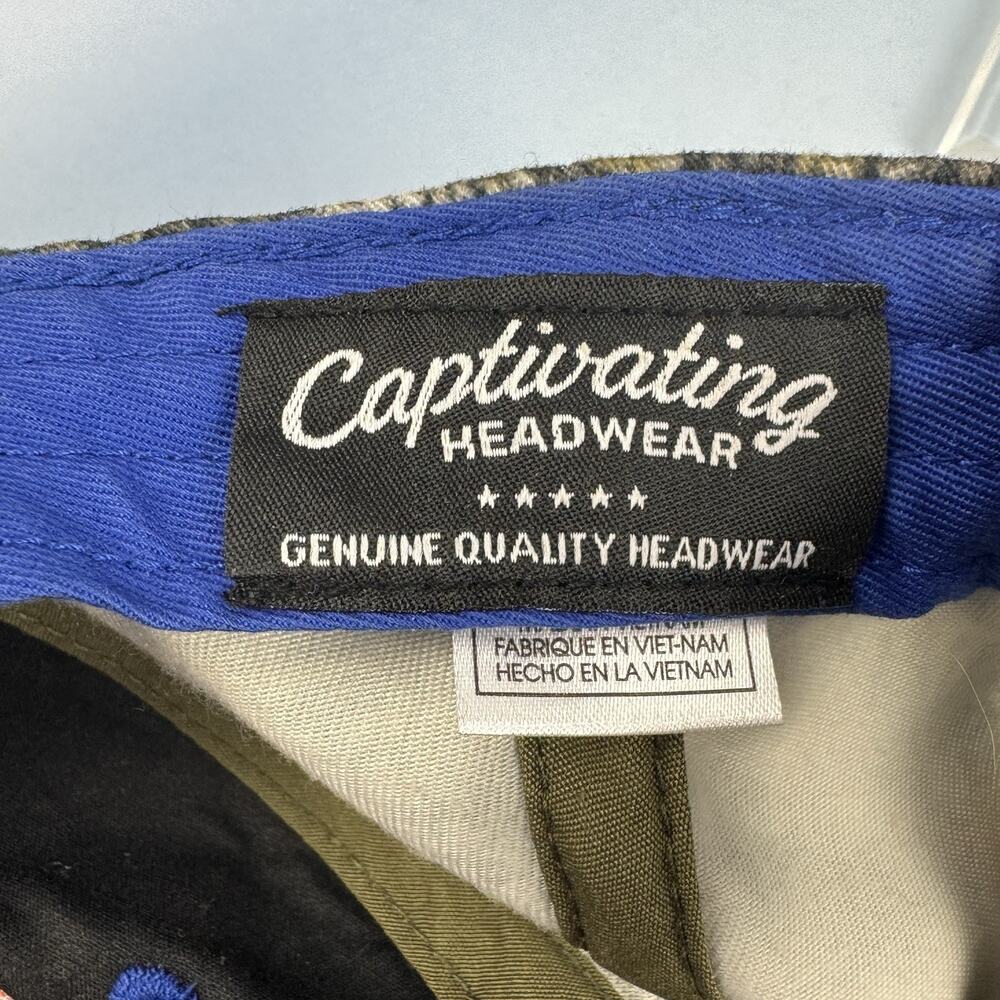 Captivating
HEADWEAR
★★★★★
GENUINE QUALITY HEADWEAR
FABRIQUE EN VIET-NAM
HECHO EN LA VIETNAM